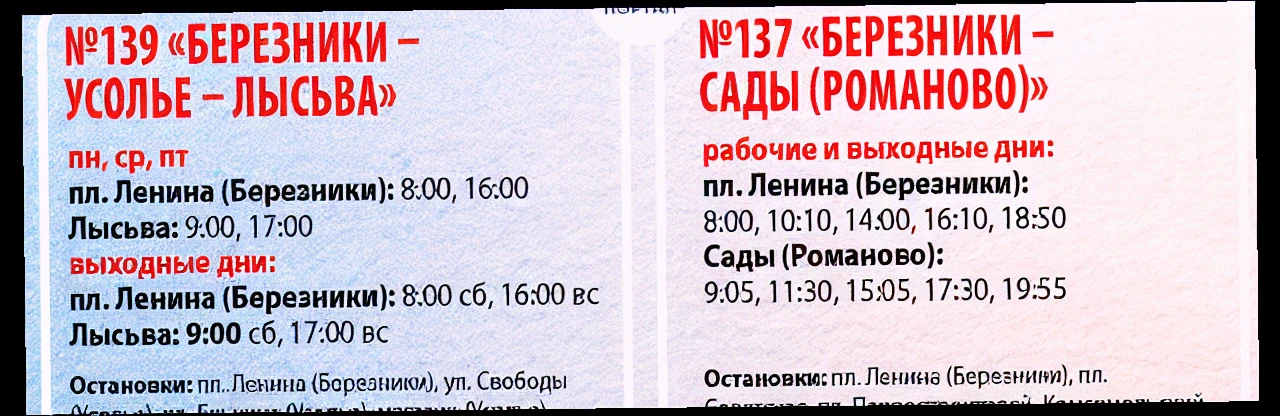 №139 «БЕРЕЗНИКИ –
УСОЛЬЕ – ЛЫСЬВА»
пн, ср, пт
пл. Ленина (Березники): 8:00, 16:00
Лысьва: 9:00, 17:00
выходные дни:
пл. Ленина (Березники): 8:00 сб, 16:00 вс
Лысьва: 9:00 сб, 17:00 вс
Остановки: пл. Ленина (Березники), ул. Свободы
№137 «БЕРЕЗНИКИ –
САДЫ (РОМАНОВО)»
рабочие и выходные дни:
пл. Ленина (Березники):
8:00, 10:10, 14:00, 16:10, 18:50
Сады (Романово):
9:05, 11:30, 15:05, 17:30, 19:55
Остановки: пл. Ленина (Березники), пл.